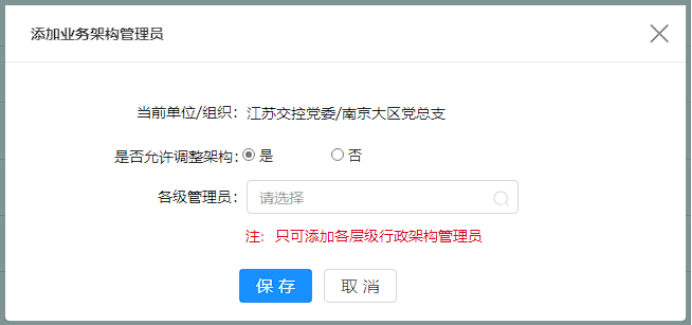 添加业务架构管理员
当前单位/组织：江苏交控党委/南京大区党总支
是否允许调整架构：是 否
各级管理员：请选择
注： 只可添加各层级行政架构管理员
保存 取消